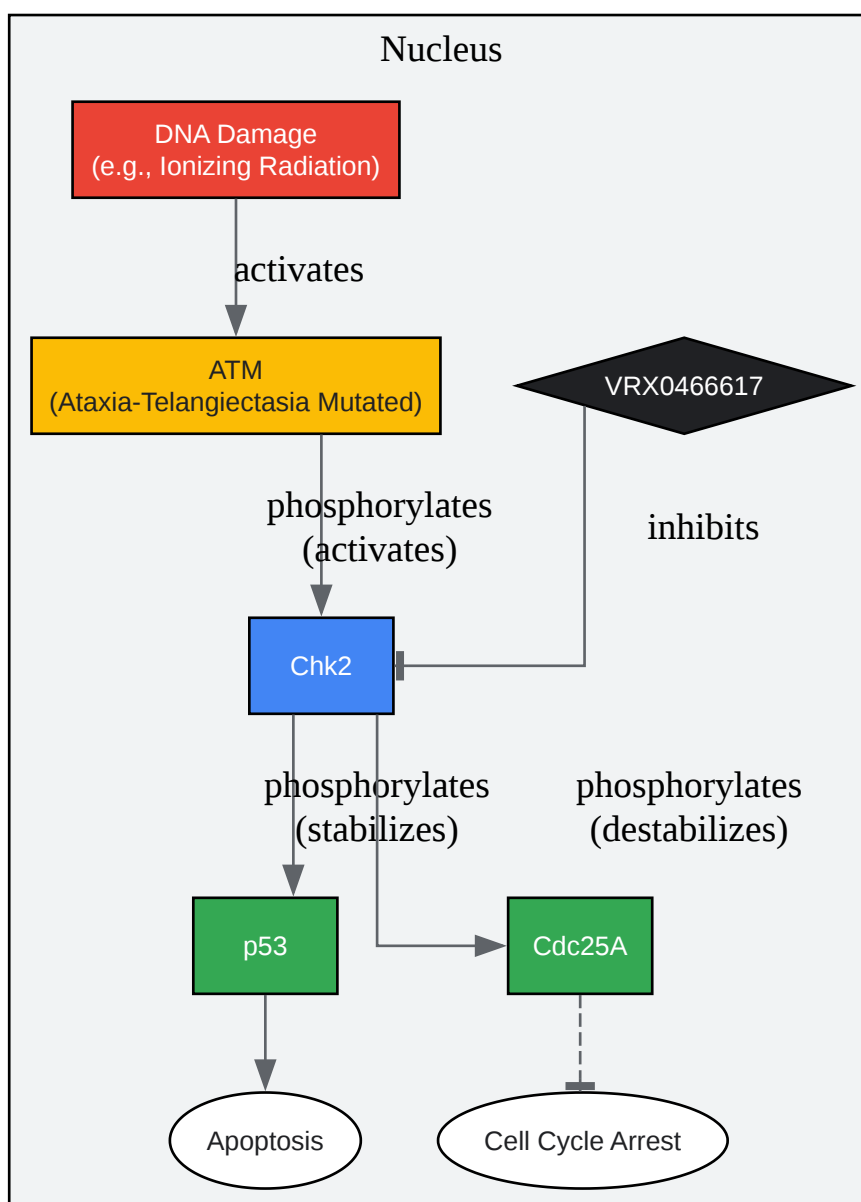 Nucleus
DNA Damage
(e.g., Ionizing Radiation)
activates
ATM
(Ataxia-Telangiectasia Mutated)
VRX0466617
phosphorylates
(activates)
inhibits
Chk2
phosphorylates
(stabilizes)
phosphorylates
(destabilizes)
p53
Cdc25A
Apoptosis
Cell Cycle Arrest